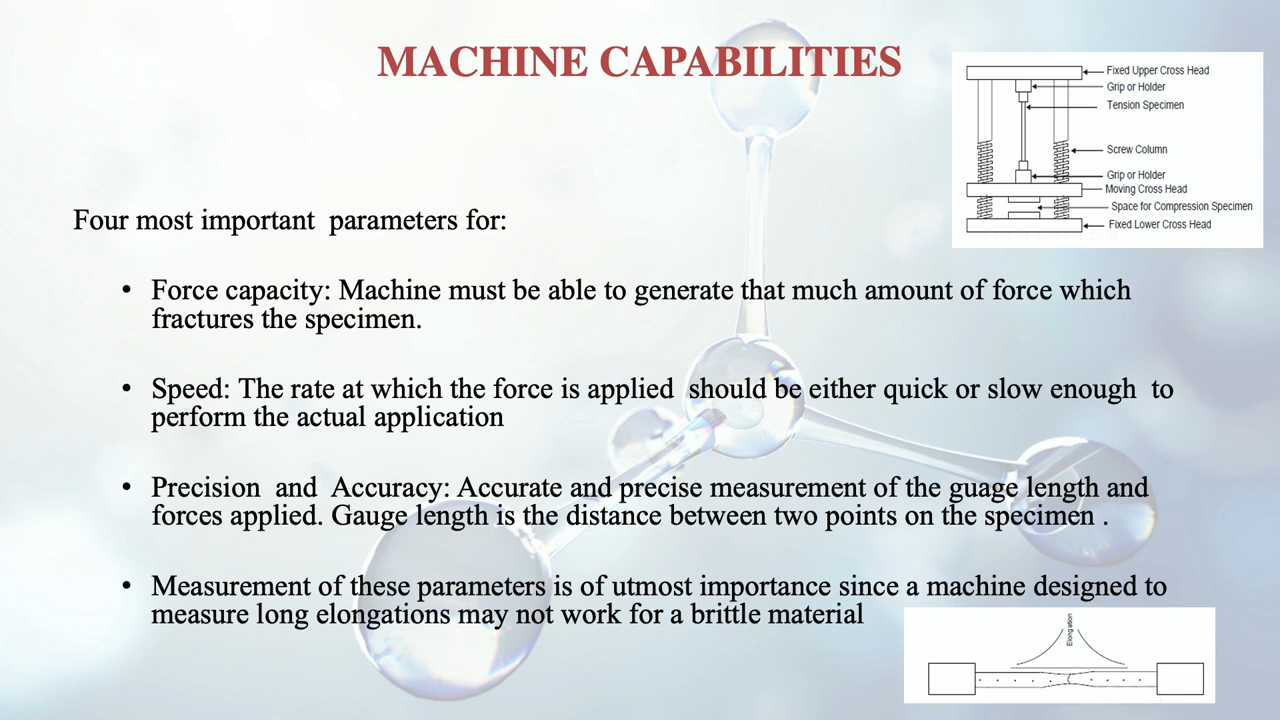 MACHINE CAPABILITIES
Fixed Upper Cross Head
Grip or Holder
Tension Specimen
Screw Column
Grip or Holder
Moving Cross Head
Space for Compression Specimen
Fixed Lower Cross Head
Four most important parameters for:
• Force capacity: Machine must be able to generate that much amount of force which
fractures the specimen.
• Speed: The rate at which the force is applied should be either quick or slow enough to
perform the actual application
• Precision and Accuracy: Accurate and precise measurement of the guage length and
forces applied. Gauge length is the distance between two points on the specimen .
• Measurement of these parameters is of utmost importance since a machine designed to
measure long elongations may not work for a brittle material
Elongation